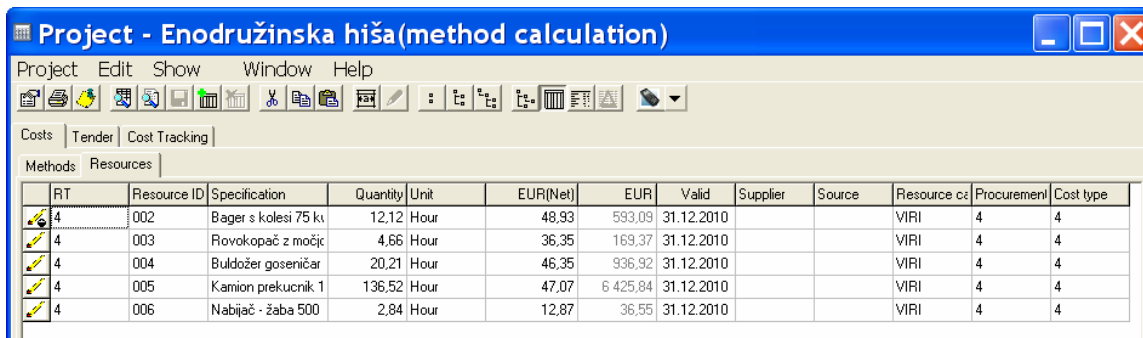 Project - Enodružinska hiša(method calculation)
Project Edit Show Window Help
Costs Tender Cost Tracking
Methods Resources
RT Resource ID Specification Quantity Unit EUR(Net) EUR Valid Supplier Source Resource ca Procurement Cost type
4 002 Bager s kolesi 75 ku 12,12 Hour 48,93 593,09 31.12.2010 VIRI 4 4
4 003 Rovokopač z močjo 4,66 Hour 36,35 169,37 31.12.2010 VIRI 4 4
4 004 Buldožer goseničar 20,21 Hour 46,35 936,92 31.12.2010 VIRI 4 4
4 005 Kamion prekucnik 1 136,52 Hour 47,07 6 425,84 31.12.2010 VIRI 4 4
4 006 Nabijač - žaba 500 2,84 Hour 12,87 36,55 31.12.2010 VIRI 4 4